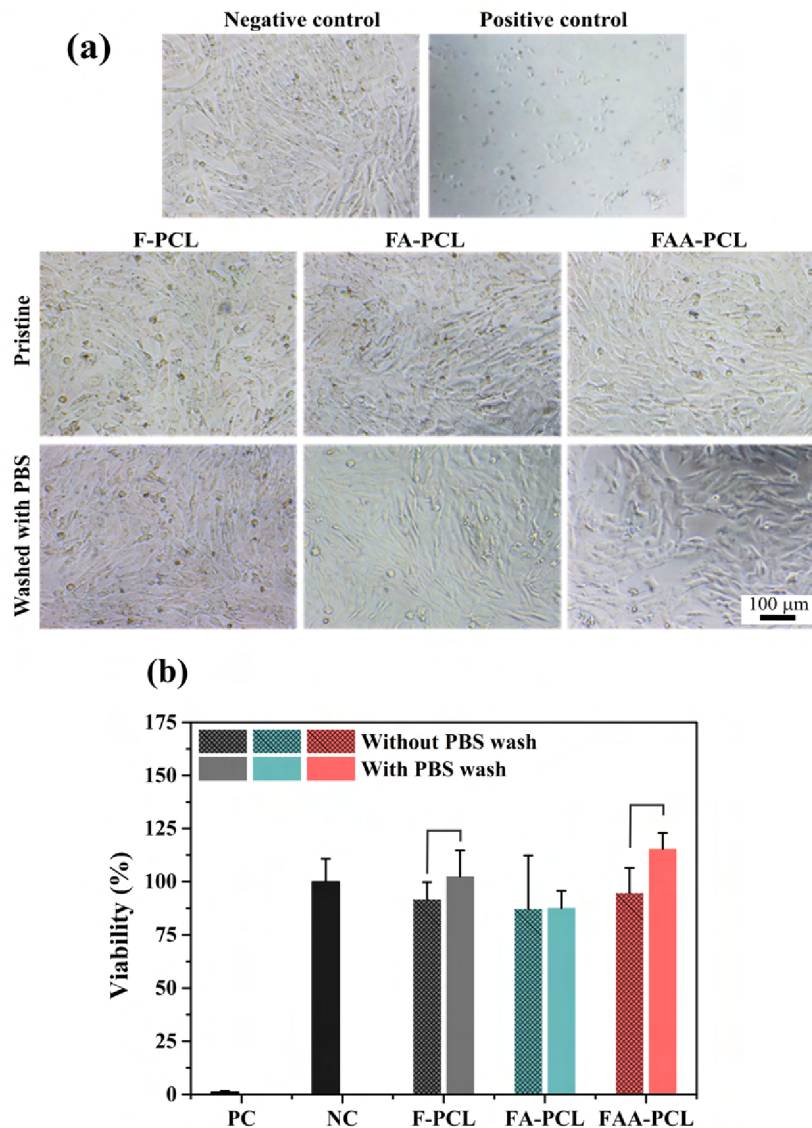 Negative control
Positive control
(a)
F-PCL
FA-PCL
FAA-PCL
Pristine
Washed with PBS
100 μm
(b)
175
150
125
100
75
50
25
0
Viability (%)
Without PBS wash
With PBS wash
PC
NC
F-PCL
FA-PCL
FAA-PCL